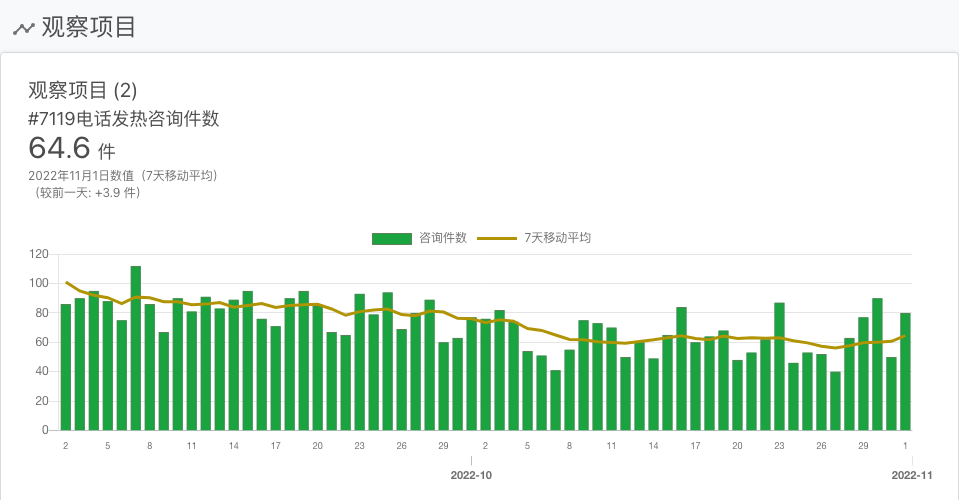 观察项目
观察项目 (2)
#7119电话发热咨询件数
64.6 件
2022年11月1日数值（7天移动平均）
（较前一天: +3.9 件）
咨询件数 7天移动平均
120
100
80
60
40
20
0
2 5 8 11 14 17 20 23 26 29 2 5 8 11 14 17 20 23 26 29 1
2022-10 2022-11